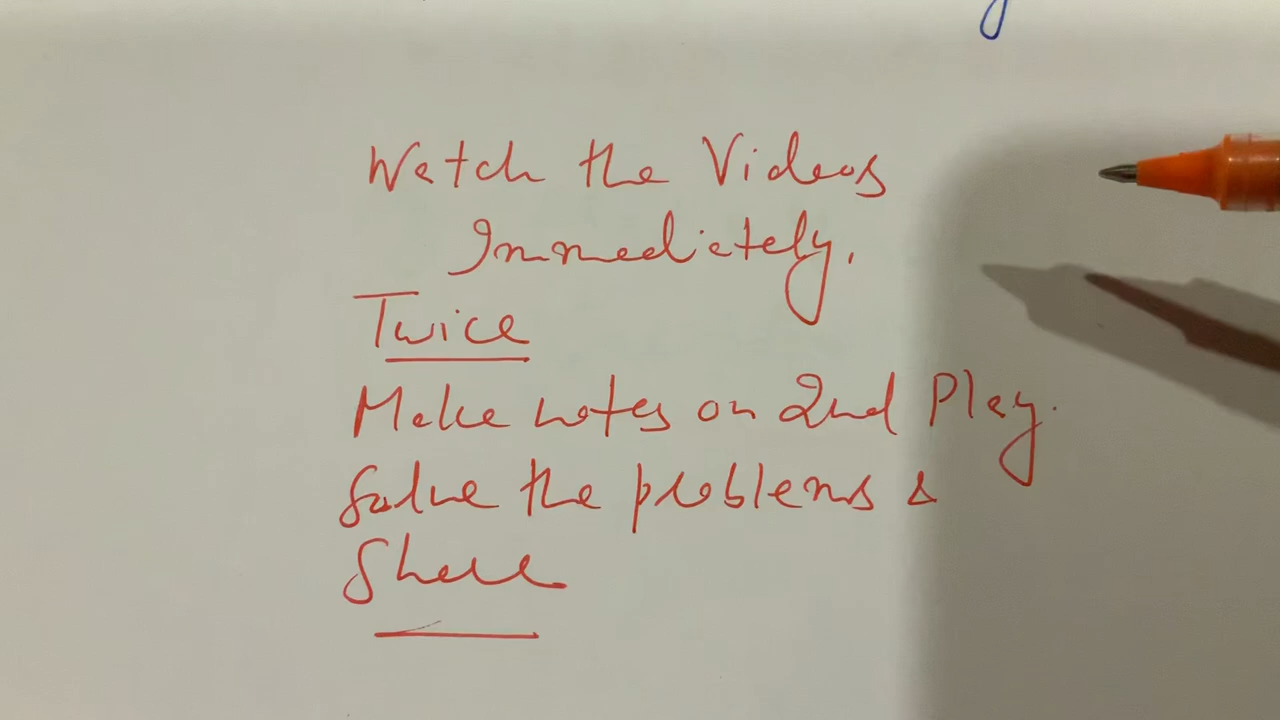 Watch the Videos
Immediately.
Twice
Make notes on 2nd Play.
Solve the problems &
Share